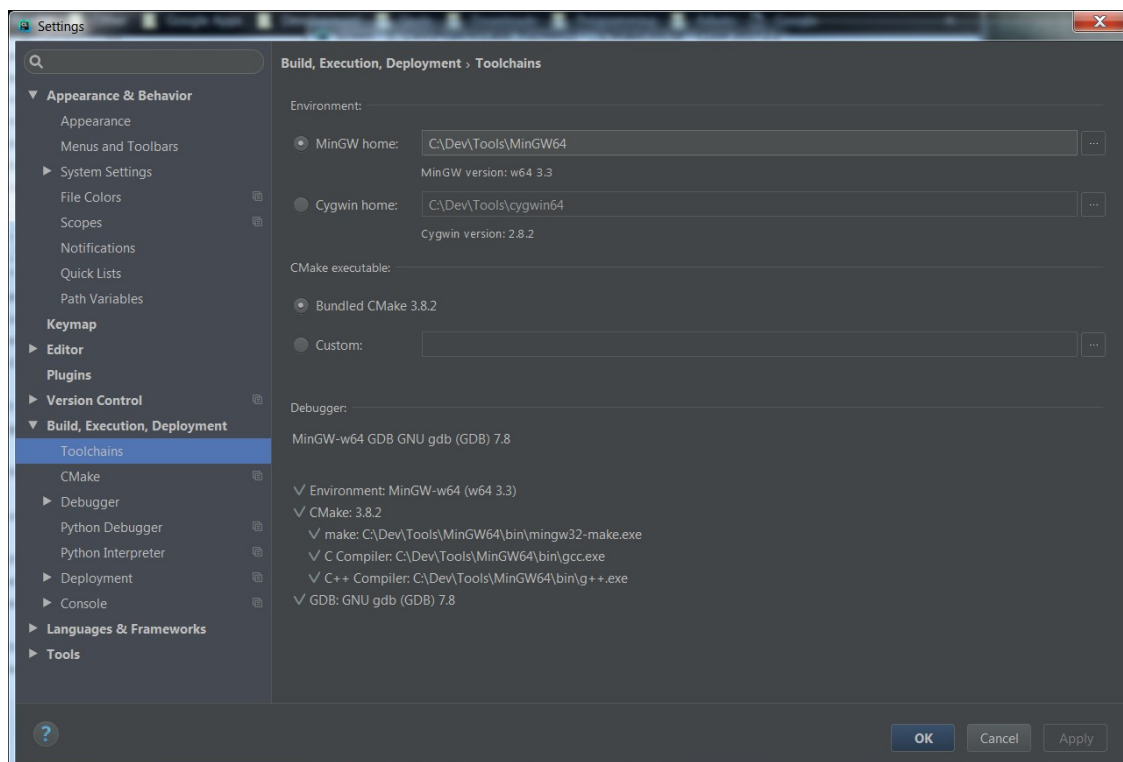 Settings
Appearance & Behavior
Appearance
Menus and Toolbars
System Settings
File Colors
Scopes
Notifications
Quick Lists
Path Variables
Keymap
Editor
Plugins
Version Control
Build, Execution, Deployment
Toolchains
CMake
Debugger
Python Debugger
Python Interpreter
Deployment
Console
Languages & Frameworks
Tools
Build, Execution, Deployment › Toolchains
Environment:
MinGW home: C:\Dev\Tools\MinGW64 ...
MinGW version: w64 3.3
Cygwin home: C:\Dev\Tools\cygwin64 ...
Cygwin version: 2.8.2
CMake executable:
Bundled CMake 3.8.2
Custom: ...
Debugger:
MinGW-w64 GDB GNU gdb (GDB) 7.8
✓ Environment: MinGW-w64 (w64 3.3)
✓ CMake: 3.8.2
✓ make: C:\Dev\Tools\MinGW64\bin\mingw32-make.exe
✓ C Compiler: C:\Dev\Tools\MinGW64\bin\gcc.exe
✓ C++ Compiler: C:\Dev\Tools\MinGW64\bin\g++.exe
✓ GDB: GNU gdb (GDB) 7.8
?
OK Cancel Apply